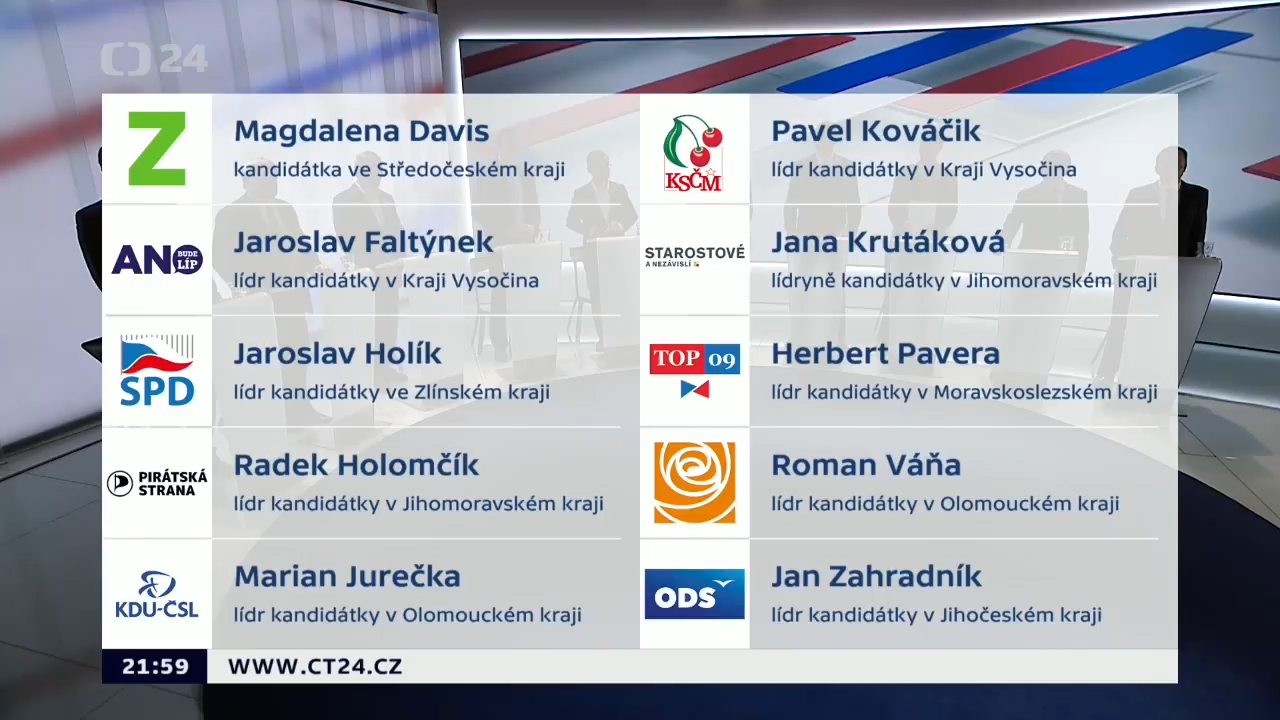 ČT24
Z
Magdalena Davis
kandidátka ve Středočeském kraji
ANO
BUDE
LÍP
Jaroslav Faltýnek
lídr kandidátky v Kraji Vysočina
SPD
Jaroslav Holík
lídr kandidátky ve Zlínském kraji
PIRÁTSKÁ
STRANA
Radek Holomčík
lídr kandidátky v Jihomoravském kraji
KDU-ČSL
Marian Jurečka
lídr kandidátky v Olomouckém kraji
KSČM
Pavel Kováčik
lídr kandidátky v Kraji Vysočina
STAROSTOVÉ
A NEZÁVISLÍ
Jana Krutáková
lídryně kandidátky v Jihomoravském kraji
TOP 09
Herbert Pavera
lídr kandidátky v Moravskoslezském kraji
Roman Váňa
lídr kandidátky v Olomouckém kraji
ODS
Jan Zahradník
lídr kandidátky v Jihočeském kraji
21:59 WWW.CT24.CZ